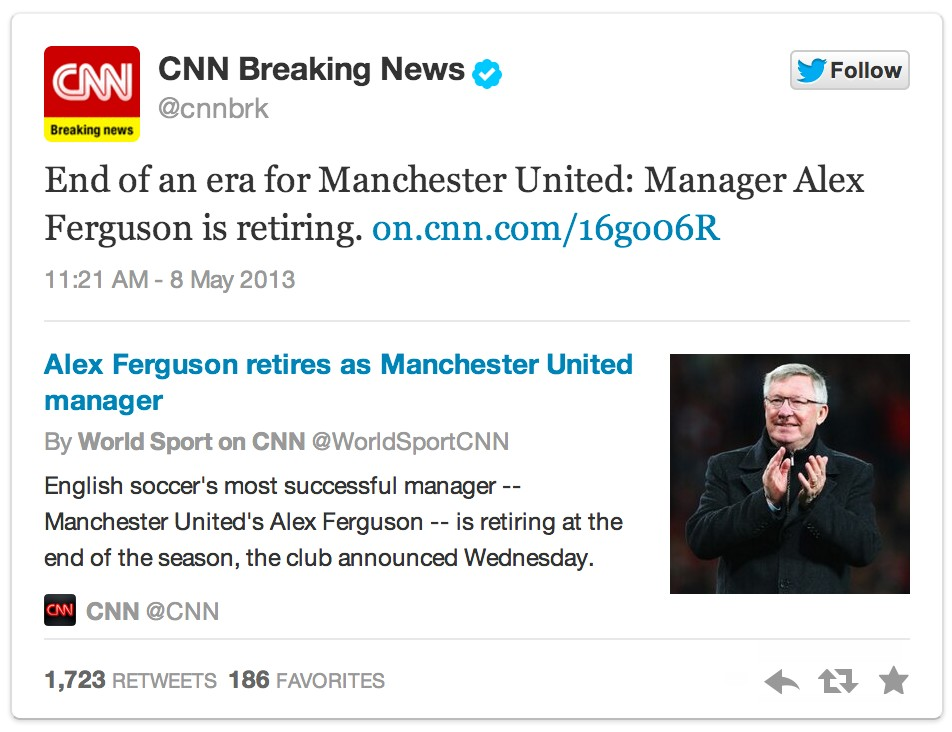 CNN
Breaking news
CNN Breaking News
@cnnbrk
Follow
End of an era for Manchester United: Manager Alex
Ferguson is retiring. on.cnn.com/16go06R
11:21 AM - 8 May 2013
Alex Ferguson retires as Manchester United
manager
By World Sport on CNN @WorldSportCNN
English soccer's most successful manager --
Manchester United's Alex Ferguson -- is retiring at the
end of the season, the club announced Wednesday.
CNN
CNN @CNN
1,723 RETWEETS 186 FAVORITES